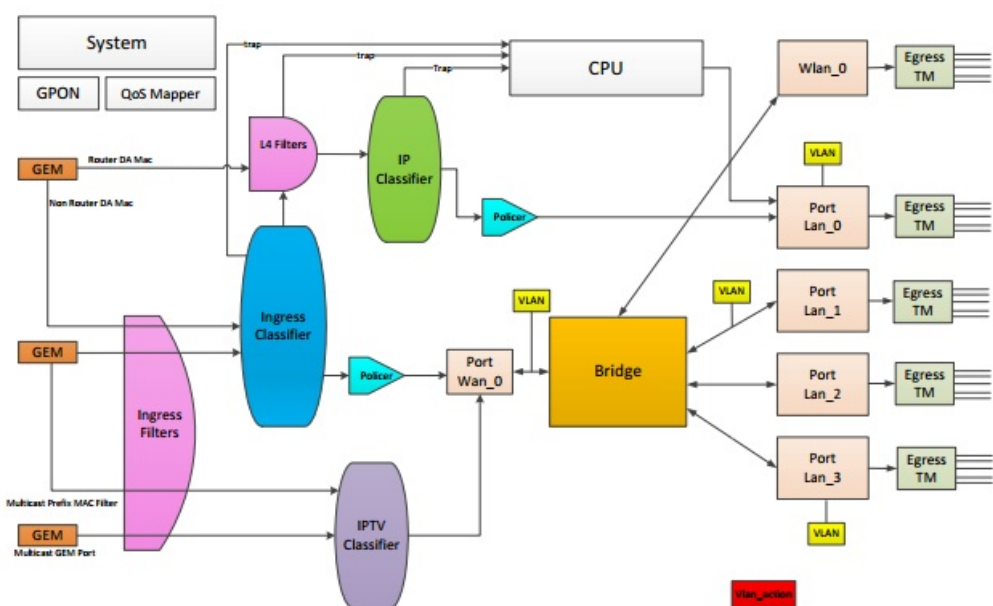 System
GPON
QoS Mapper
trap
trap
Trap
CPU
Wlan_0
Egress
TM
L4 Filters
IP
Classifier
GEM
Router DA Mac
Non Router DA Mac
VLAN
Policer
Port
Lan_0
Egress
TM
Ingress
Classifier
VLAN
VLAN
Port
Lan_1
Egress
TM
GEM
Policer
Port
Wan_0
Bridge
Port
Lan_2
Egress
TM
Ingress
Filters
Port
Lan_3
Egress
TM
Multicast Prefix MAC Filter
GEM
Multicast GEM Port
IPTV
Classifier
VLAN
Vlan_action